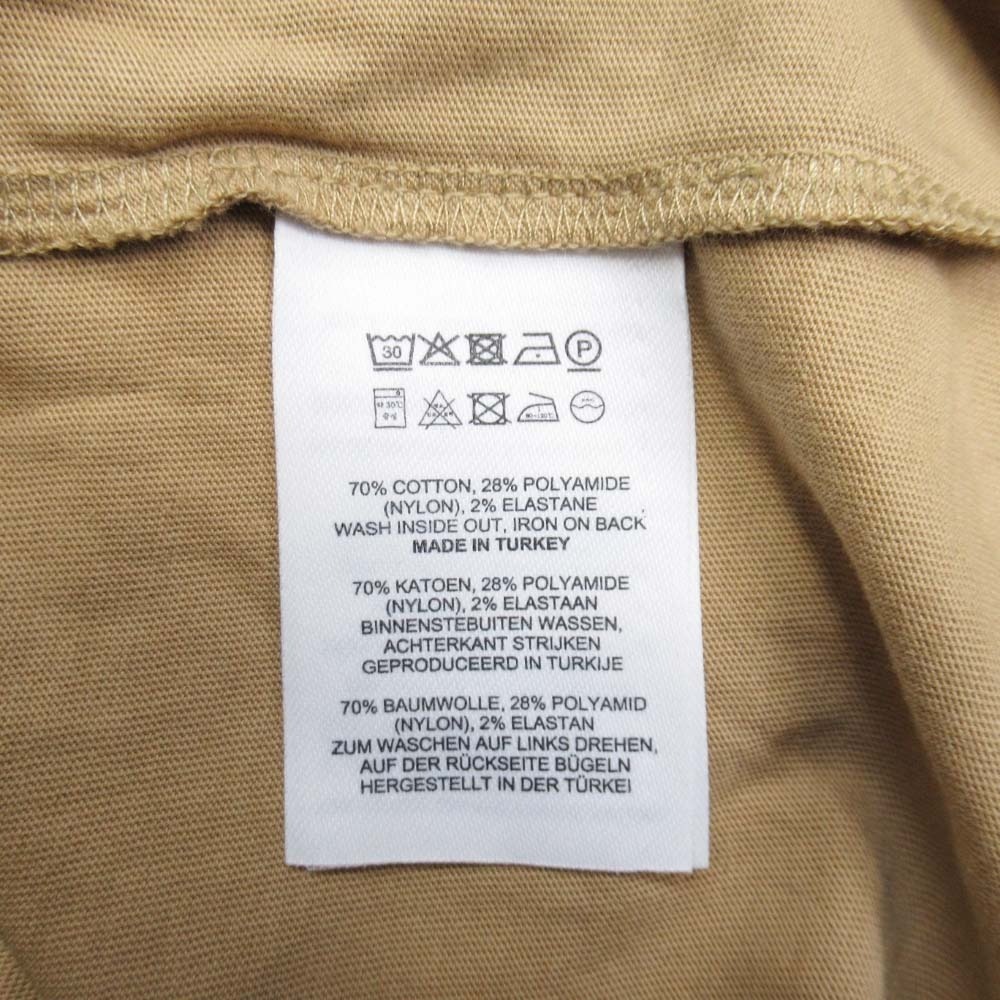 30 P
70% COTTON, 28% POLYAMIDE
(NYLON), 2% ELASTANE
WASH INSIDE OUT, IRON ON BACK
MADE IN TURKEY
70% KATOEN, 28% POLYAMIDE
(NYLON), 2% ELASTAAN
BINNENSTEBUITEN WASSEN,
ACHTERKANT STRIJKEN
GEPRODUCEERD IN TURKIJE
70% BAUMWOLLE, 28% POLYAMID
(NYLON), 2% ELASTAN
ZUM WASCHEN AUF LINKS DREHEN,
AUF DER RÜCKSEITE BÜGELN
HERGESTELLT IN DER TÜRKEI